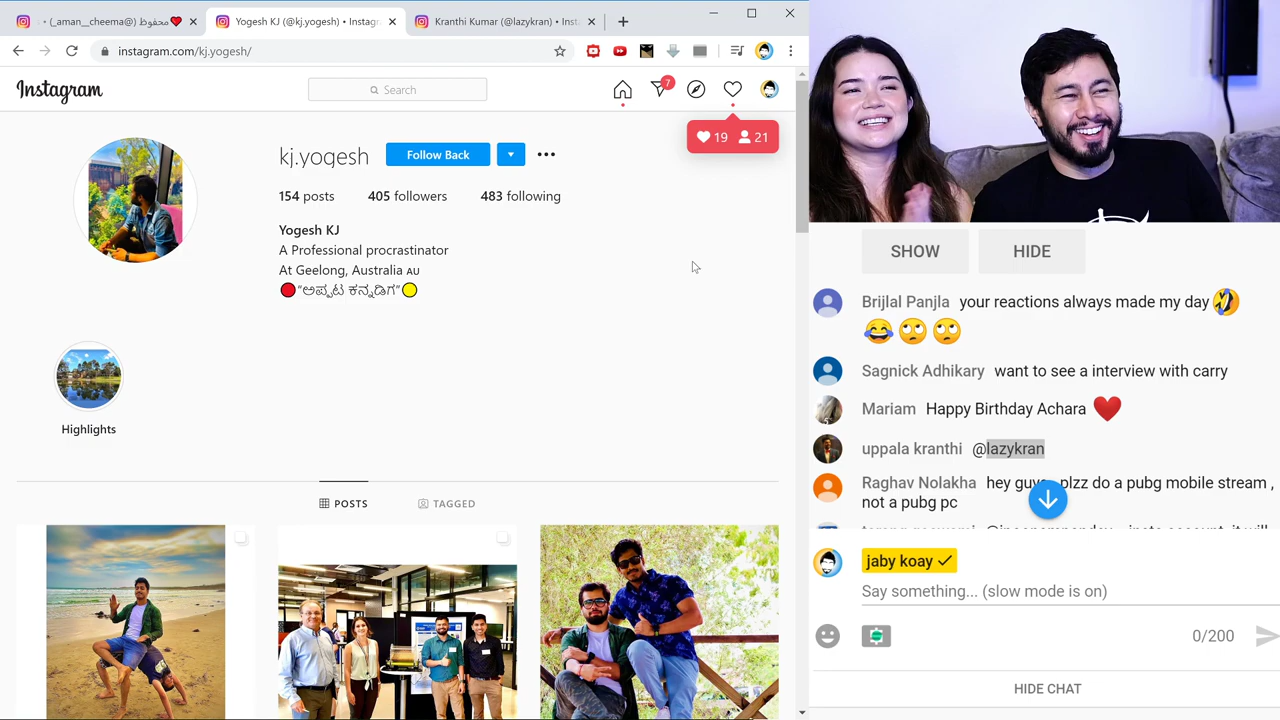 محفوظ❤ (@_aman__cheema) •
Yogesh KJ (@kj.yogesh) • Instagr
Kranthi Kumar (@lazykran) • Inst
instagram.com/kj.yogesh/
Instagram
Search
7
19 21
kj.yogesh
Follow Back
154 posts 405 followers 483 following
Yogesh KJ
A Professional procrastinator
At Geelong, Australia AU
🔴"ಅಪ್ಪಟ ಕನ್ನಡಿಗ"🟡
Highlights
POSTS TAGGED
SHOW HIDE
Brijlal Panjla your reactions always made my day 🤣
😂🙄🙄
Sagnick Adhikary want to see a interview with carry
Mariam Happy Birthday Achara ❤
uppala kranthi @lazykran
Raghav Nolakha hey guys plzz do a pubg mobile stream ,
not a pubg pc
jaby koay ✓
Say something... (slow mode is on)
0/200
HIDE CHAT